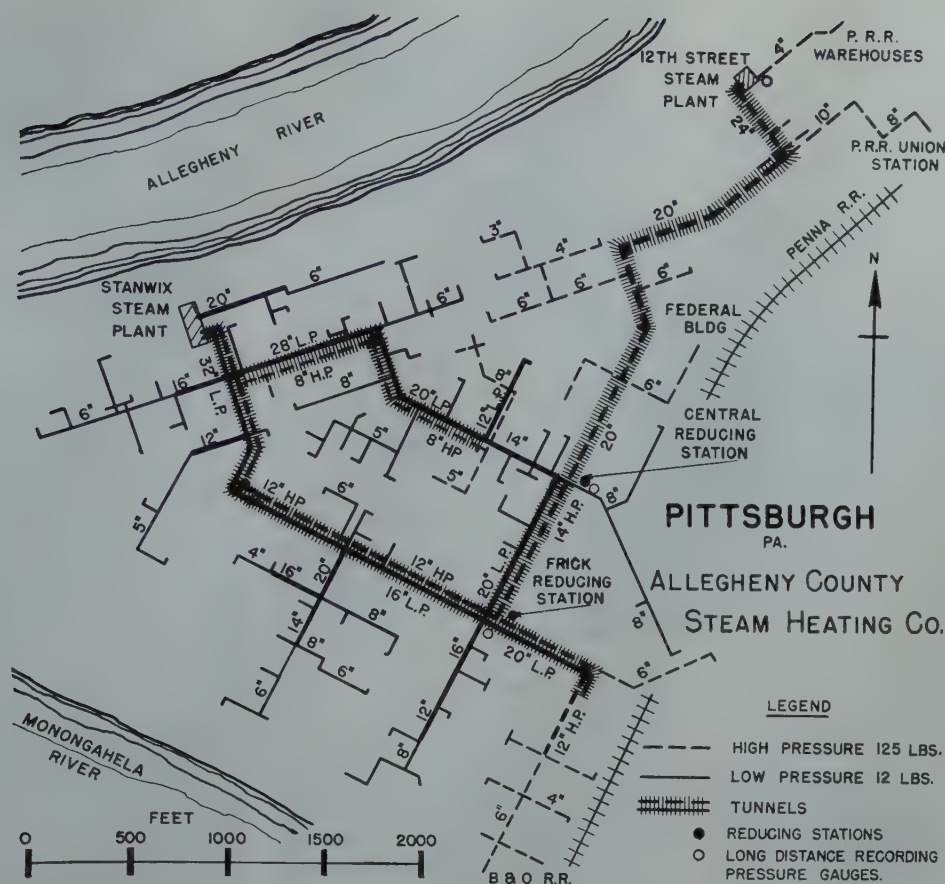 4"
P. R. R.
WAREHOUSES
12TH STREET
STEAM
PLANT
24"
10"
8"
P.R.R. UNION
STATION
ALLEGHENY RIVER
20"
PENNA R.R.
3"
4"
6"
6"
6"
6"
N
STANWIX
STEAM
PLANT
20"
6"
6"
28" L.P.
8" H.P.
32" L.P.
6"
6"
8"
FEDERAL
BLDG
6"
20"
CENTRAL
REDUCING
STATION
20" L.P.
8" HP
12" L.P.
8"
14"
5"
5"
12"
5"
8"
12" HP
6"
14" H.P.
20" L.P.
PITTSBURGH
PA.
ALLEGHENY COUNTY
STEAM HEATING CO.
FRICK
REDUCING
STATION
12" HP
16" L.P.
20"
4"
16"
8"
14"
8"
6"
6"
16"
12"
8"
20" L.P.
8"
6"
12" H.P.
4"
6"
B & O R.R.
MONONGAHELA
RIVER
LEGEND
HIGH PRESSURE 125 LBS.
LOW PRESSURE 12 LBS.
TUNNELS
REDUCING STATIONS
LONG DISTANCE RECORDING
PRESSURE GAUGES.
FEET
0 500 1000 1500 2000